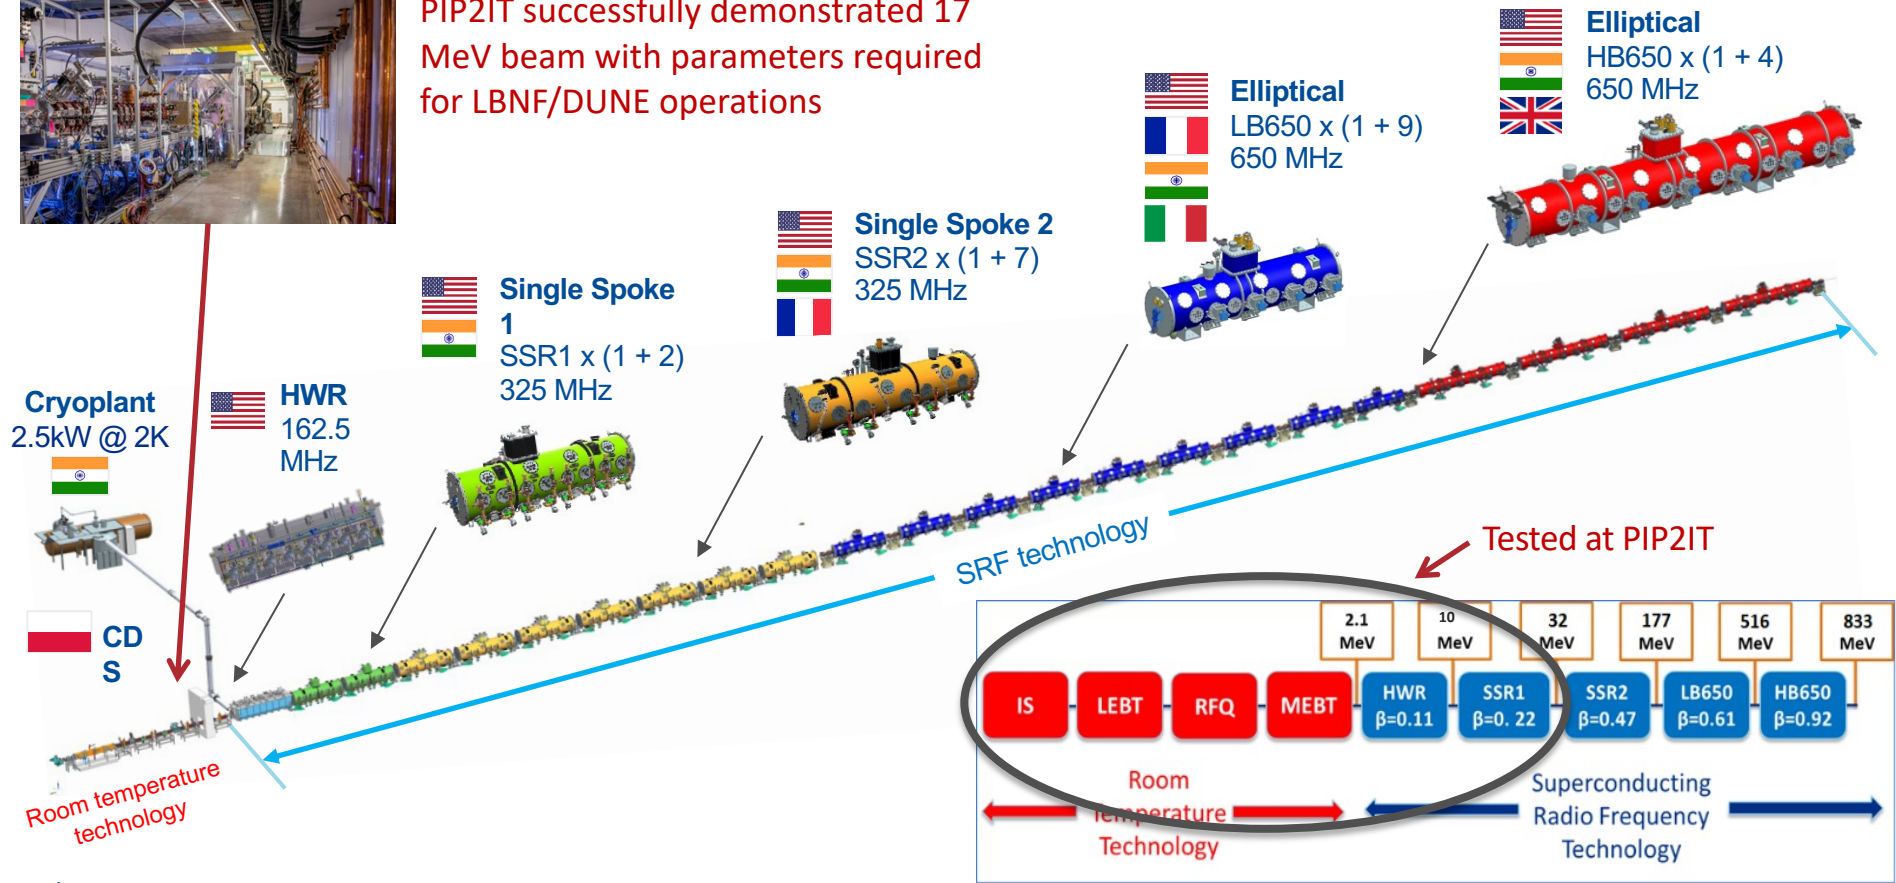 PIP2IT successfully demonstrated 17
MeV beam with parameters required
for LBNF/DUNE operations
Elliptical
HB650 x (1 + 4)
650 MHz
Elliptical
LB650 x (1 + 9)
650 MHz
Single Spoke 2
SSR2 x (1 + 7)
325 MHz
Single Spoke
1
SSR1 x (1 + 2)
325 MHz
HWR
162.5
MHz
Cryoplant
2.5kW @ 2K
CD
S
Room temperature
technology
SRF technology
Tested at PIP2IT
2.1
MeV
10
MeV
32
MeV
177
MeV
516
MeV
833
MeV
IS
LEBT
RFQ
MEBT
HWR
β=0.11
SSR1
β=0. 22
SSR2
β=0.47
LB650
β=0.61
HB650
β=0.92
Room
Temperature
Technology
Superconducting
Radio Frequency
Technology